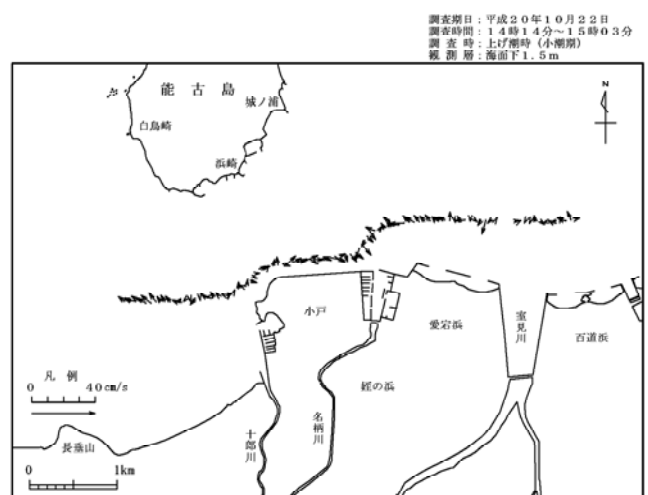 調査期日：平成２０年１０月２２日
調査時間：１４時１４分～１５時０３分
調査時：上げ潮時（小潮期）
観測層：海面下１.５ｍ
能古島
城ノ浦
白鳥崎
浜崎
N
小戸
愛宕浜
室見川
百道浜
凡例
0 40cm/s
姪の浜
名柄川
十郎川
長垂山
0 1km